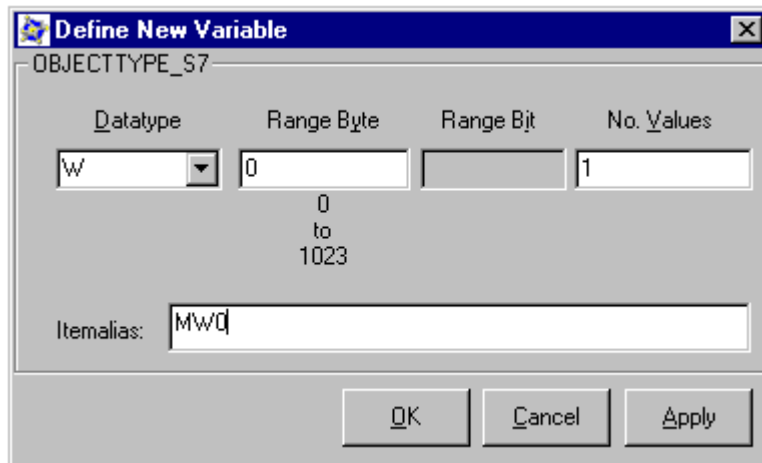 Define New Variable
OBJECTTYPE_S7
Datatype Range Byte Range Bit No. Values
W 0 1
0
to
1023
Itemalias: MW0
OK Cancel Apply